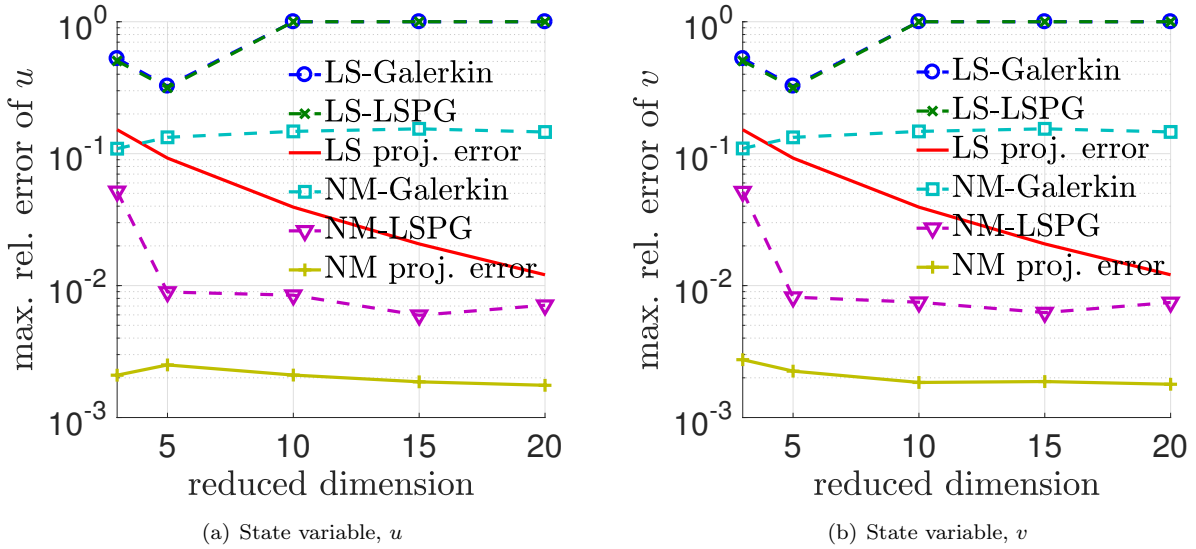 max. rel. error of u
10^0
10^-1
10^-2
10^-3
LS-Galerkin
LS-LSPG
LS proj. error
NM-Galerkin
NM-LSPG
NM proj. error
5 10 15 20
reduced dimension
(a) State variable, u
max. rel. error of v
10^0
10^-1
10^-2
10^-3
LS-Galerkin
LS-LSPG
LS proj. error
NM-Galerkin
NM-LSPG
NM proj. error
5 10 15 20
reduced dimension
(b) State variable, v